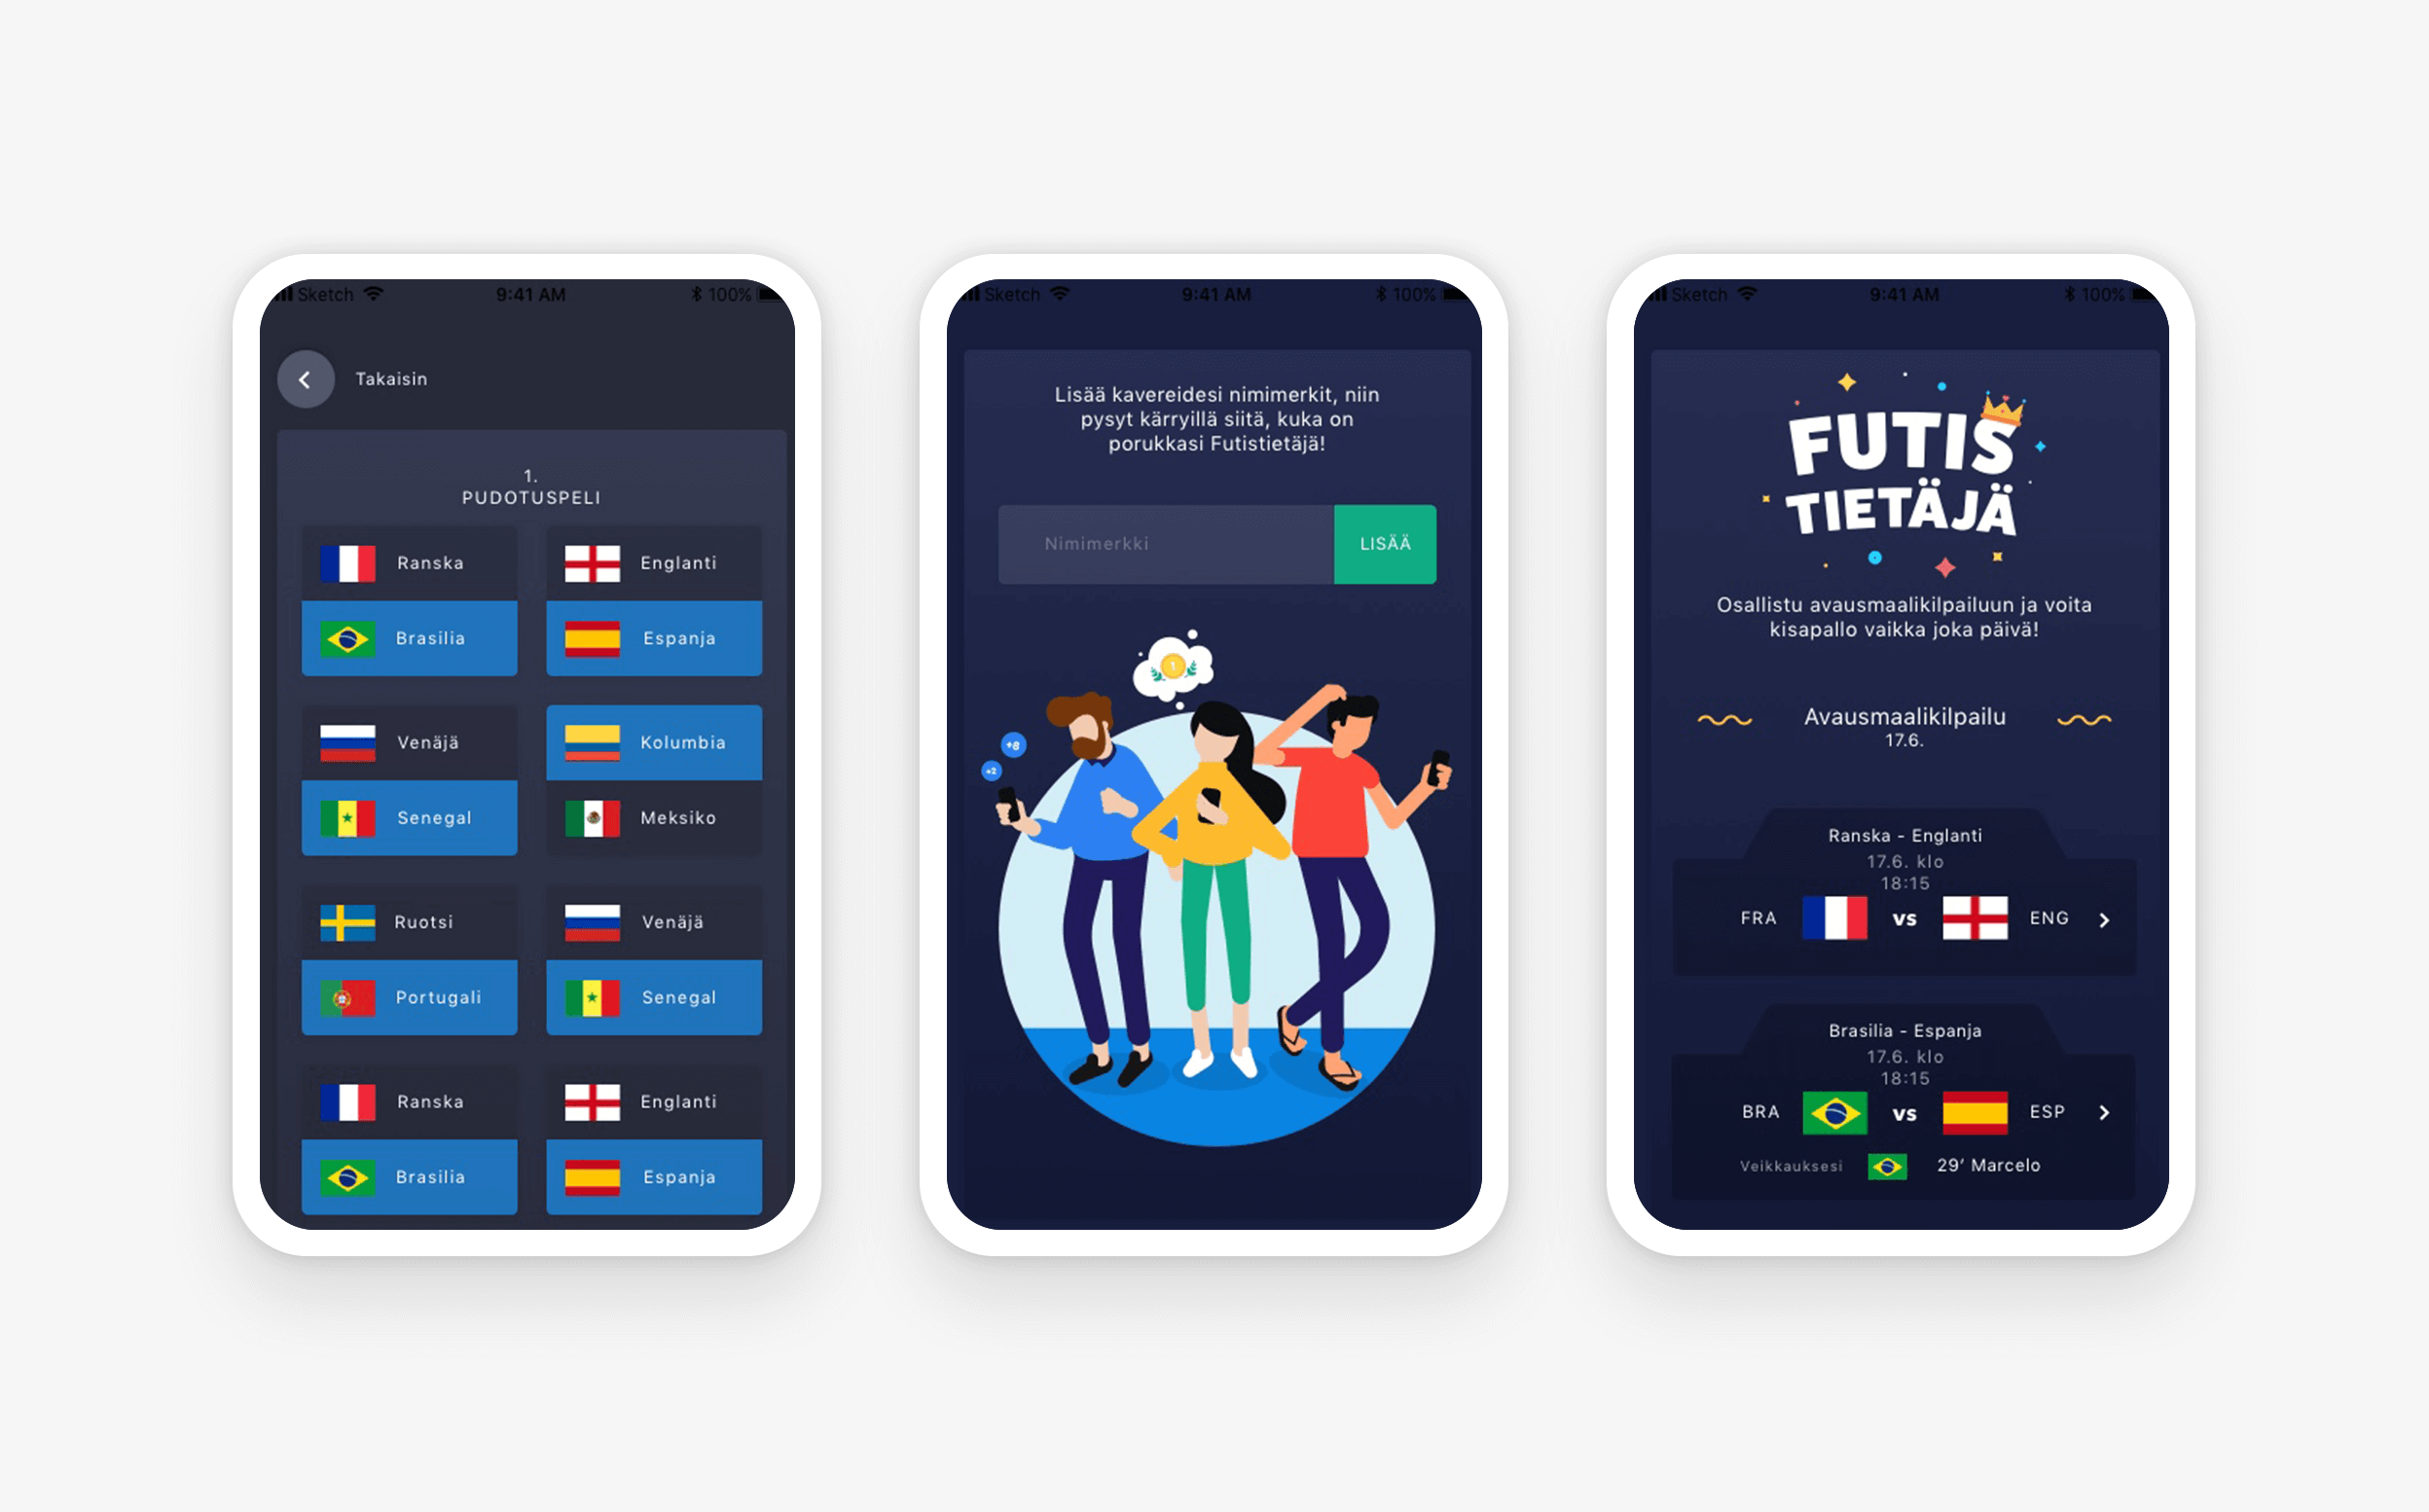 Sketch 9:41 AM 100%
Takaisin
1.
PUDOTUSPELI
Ranska Englanti
Brasilia Espanja
Venäjä Kolumbia
Senegal Meksiko
Ruotsi Venäjä
Portugali Senegal
Ranska Englanti
Brasilia Espanja
Sketch 9:41 AM 100%
Lisää kavereidesi nimimerkit, niin
pysyt kärryillä siitä, kuka on
porukkasi Futistietäjä!
Nimimerkki LISÄÄ
1
+8
+2
Sketch 9:41 AM 100%
FUTIS
TIETÄJÄ
Osallistu avausmaalikilpailuun ja voita
kisapallo vaikka joka päivä!
Avausmaalikilpailu
17.6.
Ranska - Englanti
17.6. klo
18:15
FRA vs ENG
Brasilia - Espanja
17.6. klo
18:15
BRA vs ESP
Veikkauksesi 29' Marcelo